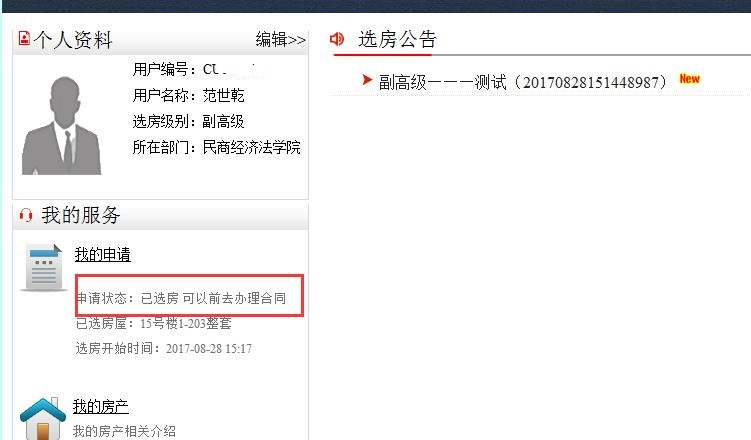 个人资料 编辑>>
用户编号：CU
用户名称：范世乾
选房级别：副高级
所在部门：民商经济法学院
我的服务
我的申请
申请状态：已选房 可以前去办理合同
已选房屋：15号楼1-203整套
选房开始时间：2017-08-28 15:17
我的房产
我的房产相关介绍
选房公告
副高级一一一测试（20170828151448987） New